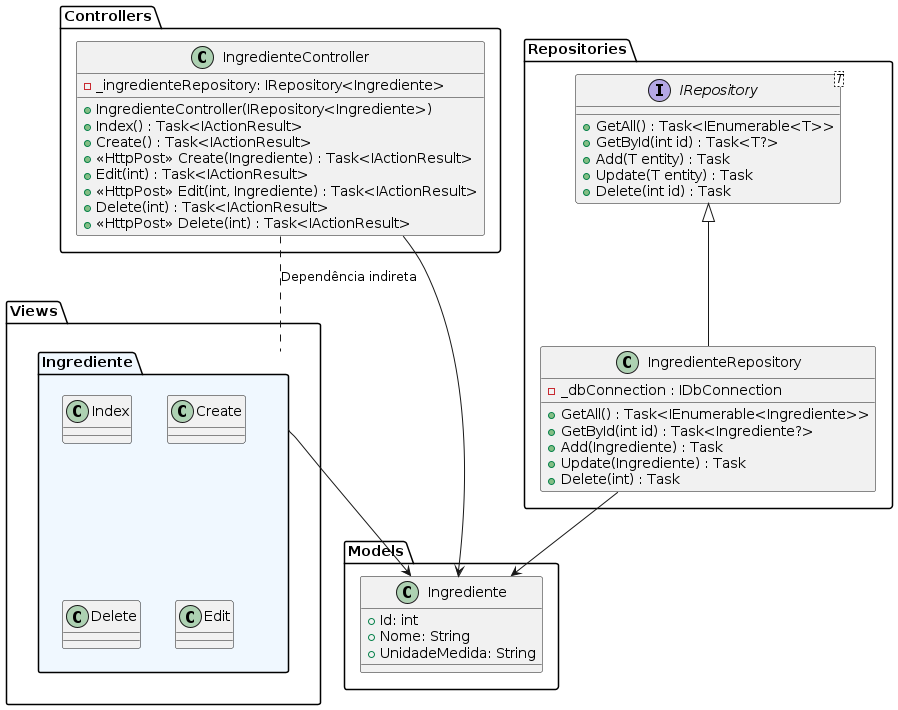 Controllers
IngredienteController
_ingredienteRepository: IRepository<Ingrediente>
IngredienteController(IRepository<Ingrediente>)
Index() : Task<IActionResult>
Create() : Task<IActionResult>
«HttpPost» Create(Ingrediente) : Task<IActionResult>
Edit(int) : Task<IActionResult>
«HttpPost» Edit(int, Ingrediente) : Task<IActionResult>
Delete(int) : Task<IActionResult>
«HttpPost» Delete(int) : Task<IActionResult>
Repositories
IRepository
T
GetAll() : Task<IEnumerable<T>>
GetById(int id) : Task<T?>
Add(T entity) : Task
Update(T entity) : Task
Delete(int id) : Task
Dependência indireta
Views
Ingrediente
Index
Create
Delete
Edit
IngredienteRepository
_dbConnection : IDbConnection
GetAll() : Task<IEnumerable<Ingrediente>>
GetById(int id) : Task<Ingrediente?>
Add(Ingrediente) : Task
Update(Ingrediente) : Task
Delete(int) : Task
Models
Ingrediente
Id: int
Nome: String
UnidadeMedida: String